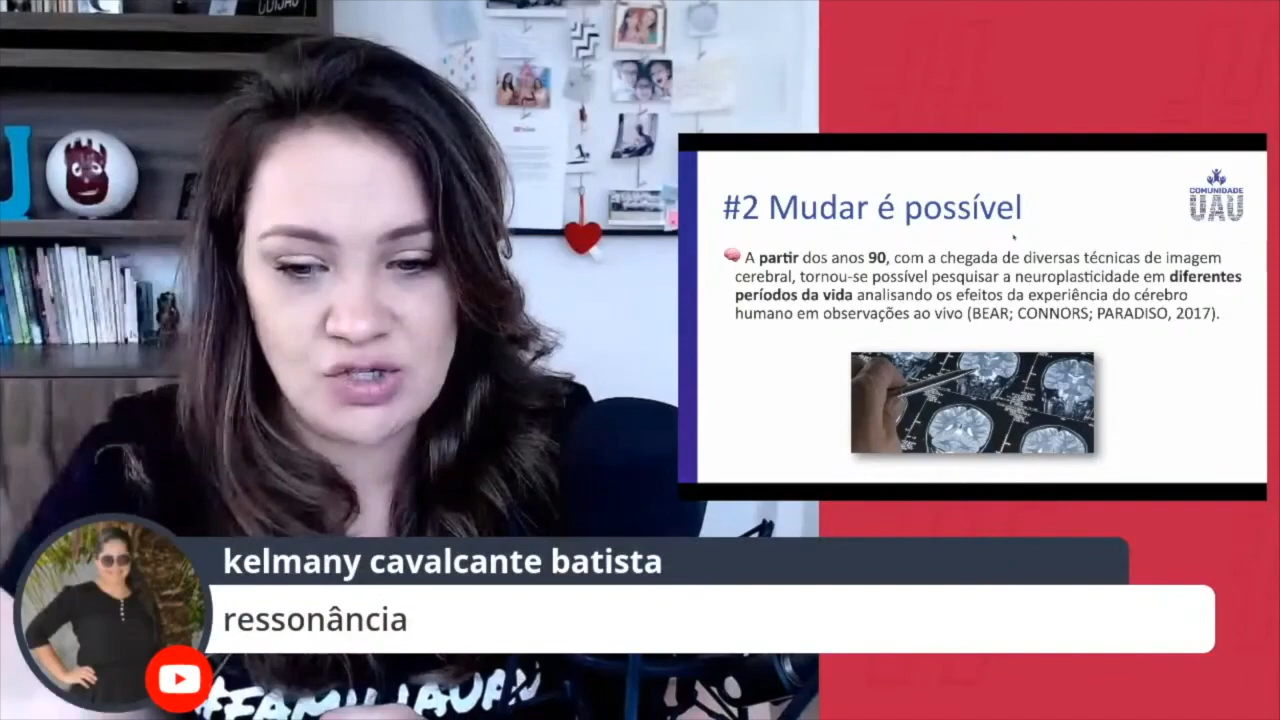 #2 Mudar é possível
COMUNIDADE
UAU
🧠 A partir dos anos 90, com a chegada de diversas técnicas de imagem
cerebral, tornou-se possível pesquisar a neuroplasticidade em diferentes
períodos da vida analisando os efeitos da experiência do cérebro
humano em observações ao vivo (BEAR; CONNORS; PARADISO, 2017).
kelmany cavalcante batista
ressonância
#FAMILIAUAU